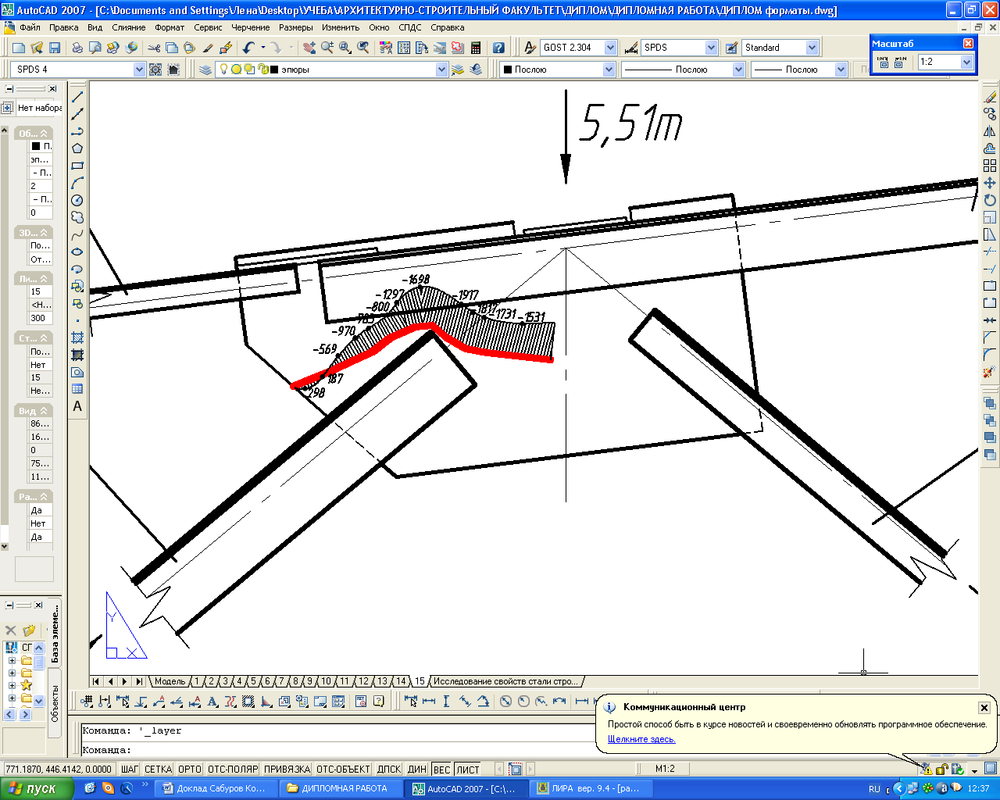 AutoCAD 2007 - [C:\Documents and Settings\Лена\Desktop\УЧЕБА\АРХИТЕКТУРНО-СТРОИТЕЛЬНЫЙ ФАКУЛЬТЕТ\ДИПЛОМ\ДИПЛОМНАЯ РАБОТА\ДИПЛОМ форматы.dwg]
Файл Правка Вид Слияние Формат Сервис Черчение Размеры Изменить Окно СПДС Справка
GOST 2.304 SPDS Standard
Масштаб
1:2
SPDS 4 эпюры Послою Послою Послою
Нет набора
Об...
П.
эп...
- П..
2
- П..
0
3D...
По...
От...
Ли...
15
<Н...
300
Ст...
По...
Нет
15
Не...
Вид
86...
16...
0
75...
11...
Ра...
Да
Нет
Да
5,51т
-1698
-1297
-1917
-800
-1817
-1731
-1531
-970
-569
187
298
Y
X
База элеме...
Объекты
СГ
Модель 1 2 3 4 5 6 7 8 9 10 11 12 13 14 15 Исследование свойств стали стро...
Команда: '_layer
Команда:
Коммуникационный центр
Простой способ быть в курсе новостей и своевременно обновлять программное обеспечение.
Щелкните здесь.
771.1870, 446.4142, 0.0000 ШАГ СЕТКА ОРТО ОТС-ПОЛЯР ПРИВЯЗКА ОТС-ОБЪЕКТ ДПСК ДИН ВЕС ЛИСТ М1:2
пуск Доклад Сабуров Ко... ДИПЛОМНАЯ РАБОТА AutoCAD 2007 - [C:\... ЛИРА вер. 9.4 - [ра... RU 12:37